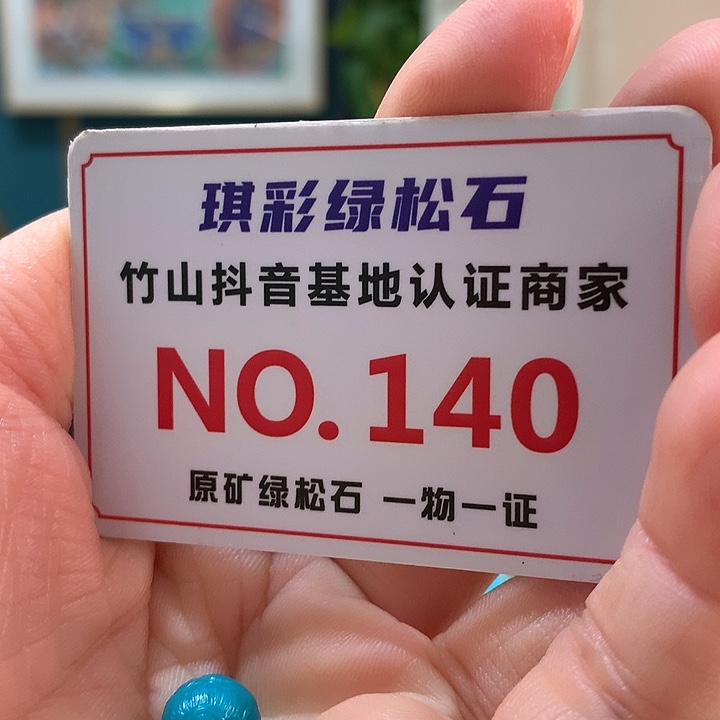 琪彩绿松石
竹山抖音基地认证商家
NO.140
原矿绿松石 一物一证